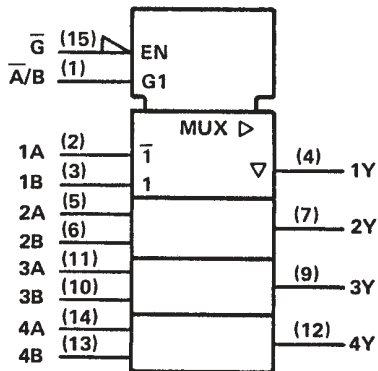 G̅ (15) EN
A̅/B (1) G1
MUX ▷
1A (2) 1̅ (4) 1Y
1B (3) 1 ▽
2A (5) (7) 2Y
2B (6)
3A (11) (9) 3Y
3B (10)
4A (14) (12) 4Y
4B (13)